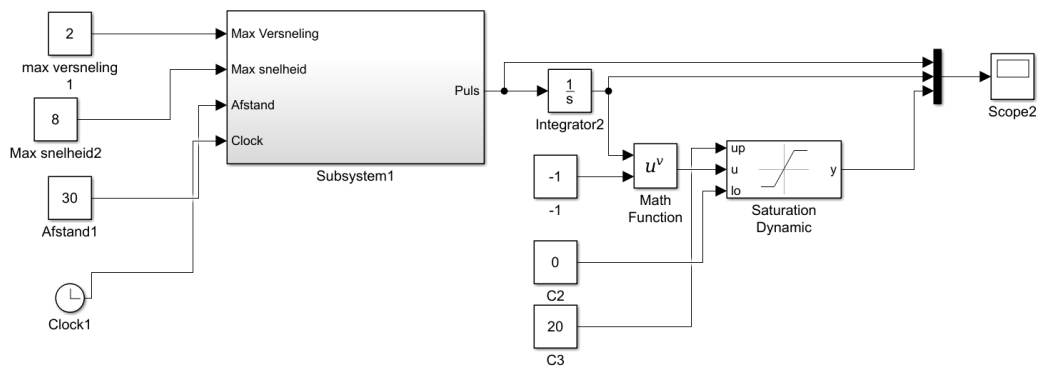 2
max versneling
1
8
Max snelheid2
30
Afstand1
Clock1
Max Versneling
Max snelheid
Afstand
Clock
Puls
Subsystem1
1
s
Integrator2
-1
-1
u^v
Math
Function
up
u
lo
y
Saturation
Dynamic
0
C2
20
C3
Scope2